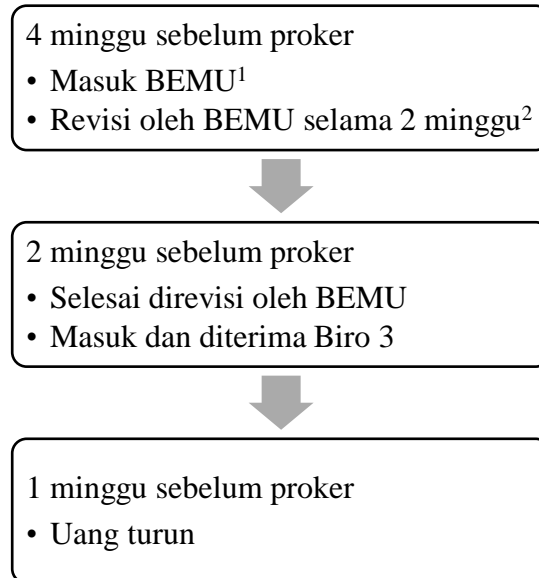 4 minggu sebelum proker
• Masuk BEMU¹
• Revisi oleh BEMU selama 2 minggu²
2 minggu sebelum proker
• Selesai direvisi oleh BEMU
• Masuk dan diterima Biro 3
1 minggu sebelum proker
• Uang turun